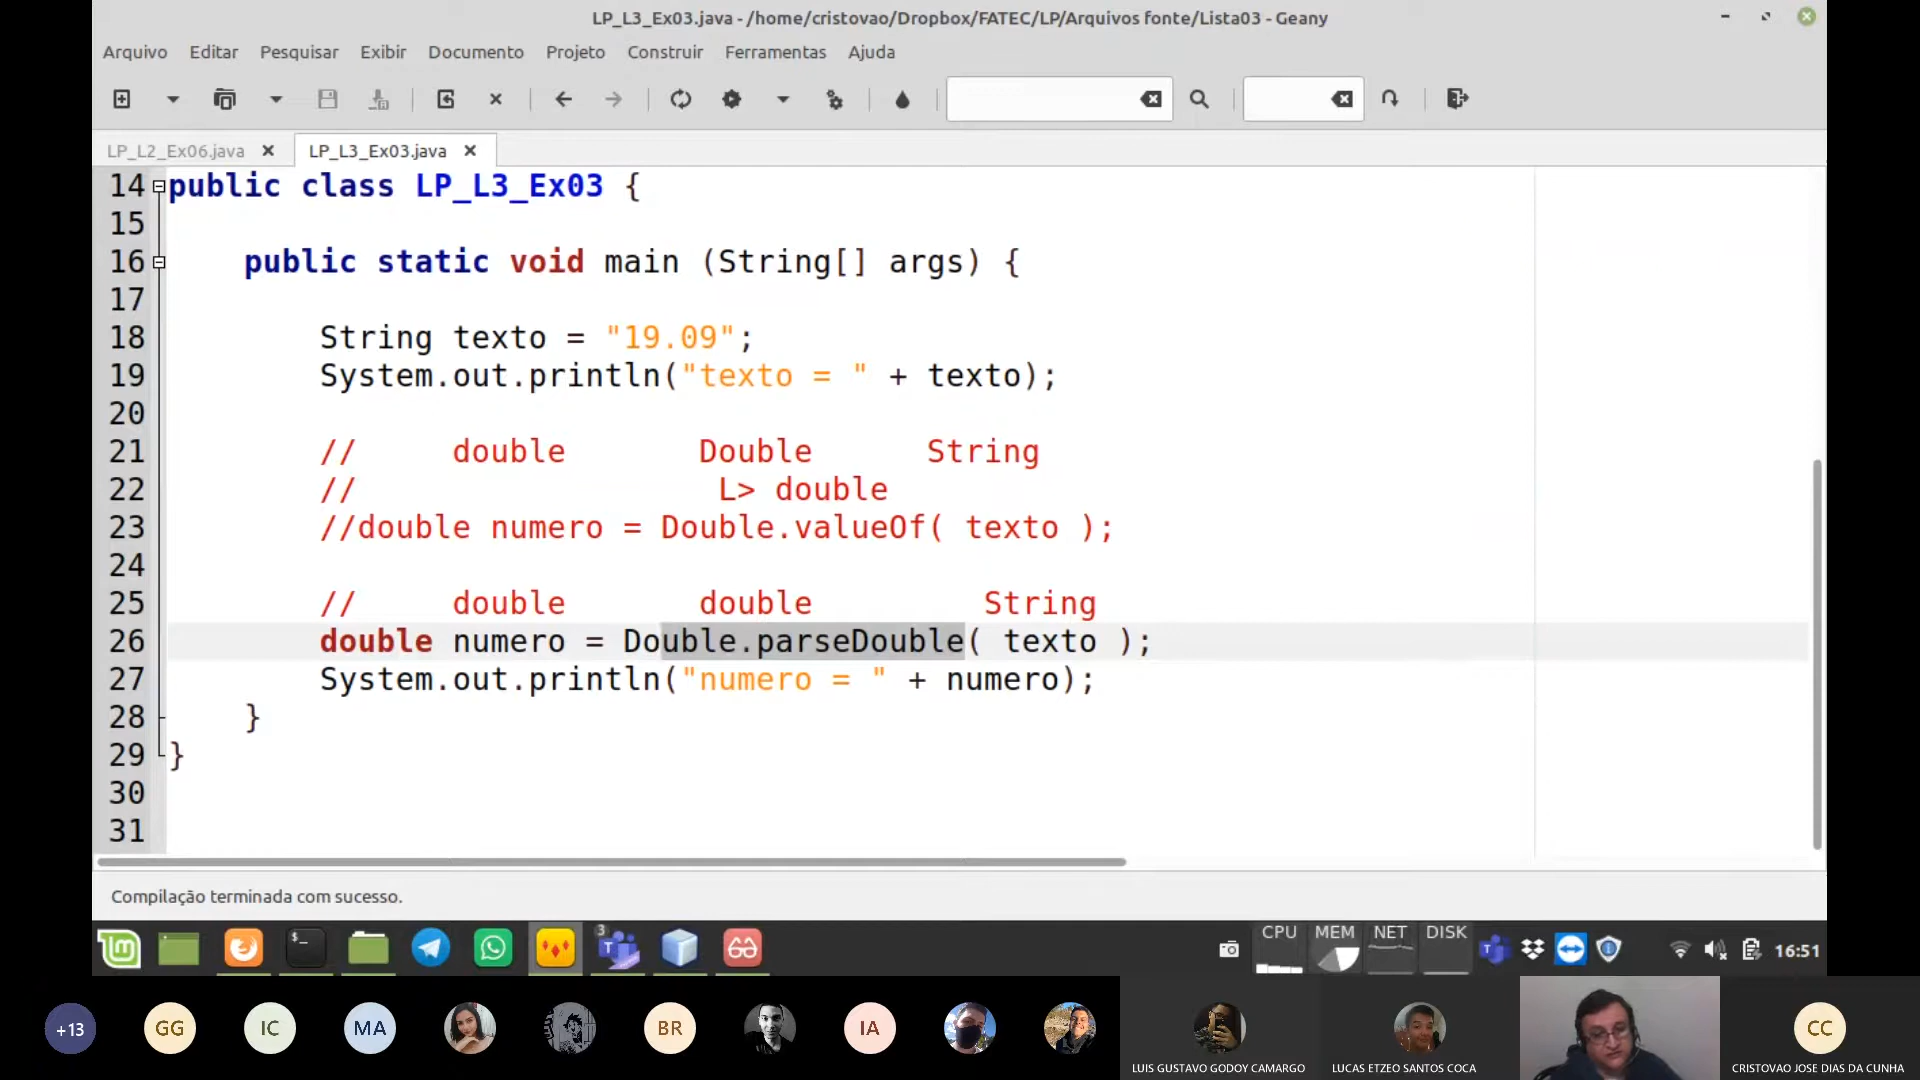 LP_L3_Ex03.java - /home/cristovao/Dropbox/FATEC/LP/Arquivos fonte/Lista03 - Geany
Arquivo Editar Pesquisar Exibir Documento Projeto Construir Ferramentas Ajuda
LP_L2_Ex06.java LP_L3_Ex03.java
14 public class LP_L3_Ex03 {
15
16 public static void main (String[] args) {
17
18 String texto = "19.09";
19 System.out.println("texto = " + texto);
20
21 // double Double String
22 // L> double
23 //double numero = Double.valueOf( texto );
24
25 // double double String
26 double numero = Double.parseDouble( texto );
27 System.out.println("numero = " + numero);
28 }
29 }
30
31
Compilação terminada com sucesso.
3
CPU MEM NET DISK
16:51
+13 GG IC MA BR IA CC
LUIS GUSTAVO GODOY CAMARGO LUCAS ETZEO SANTOS COCA CRISTOVAO JOSE DIAS DA CUNHA